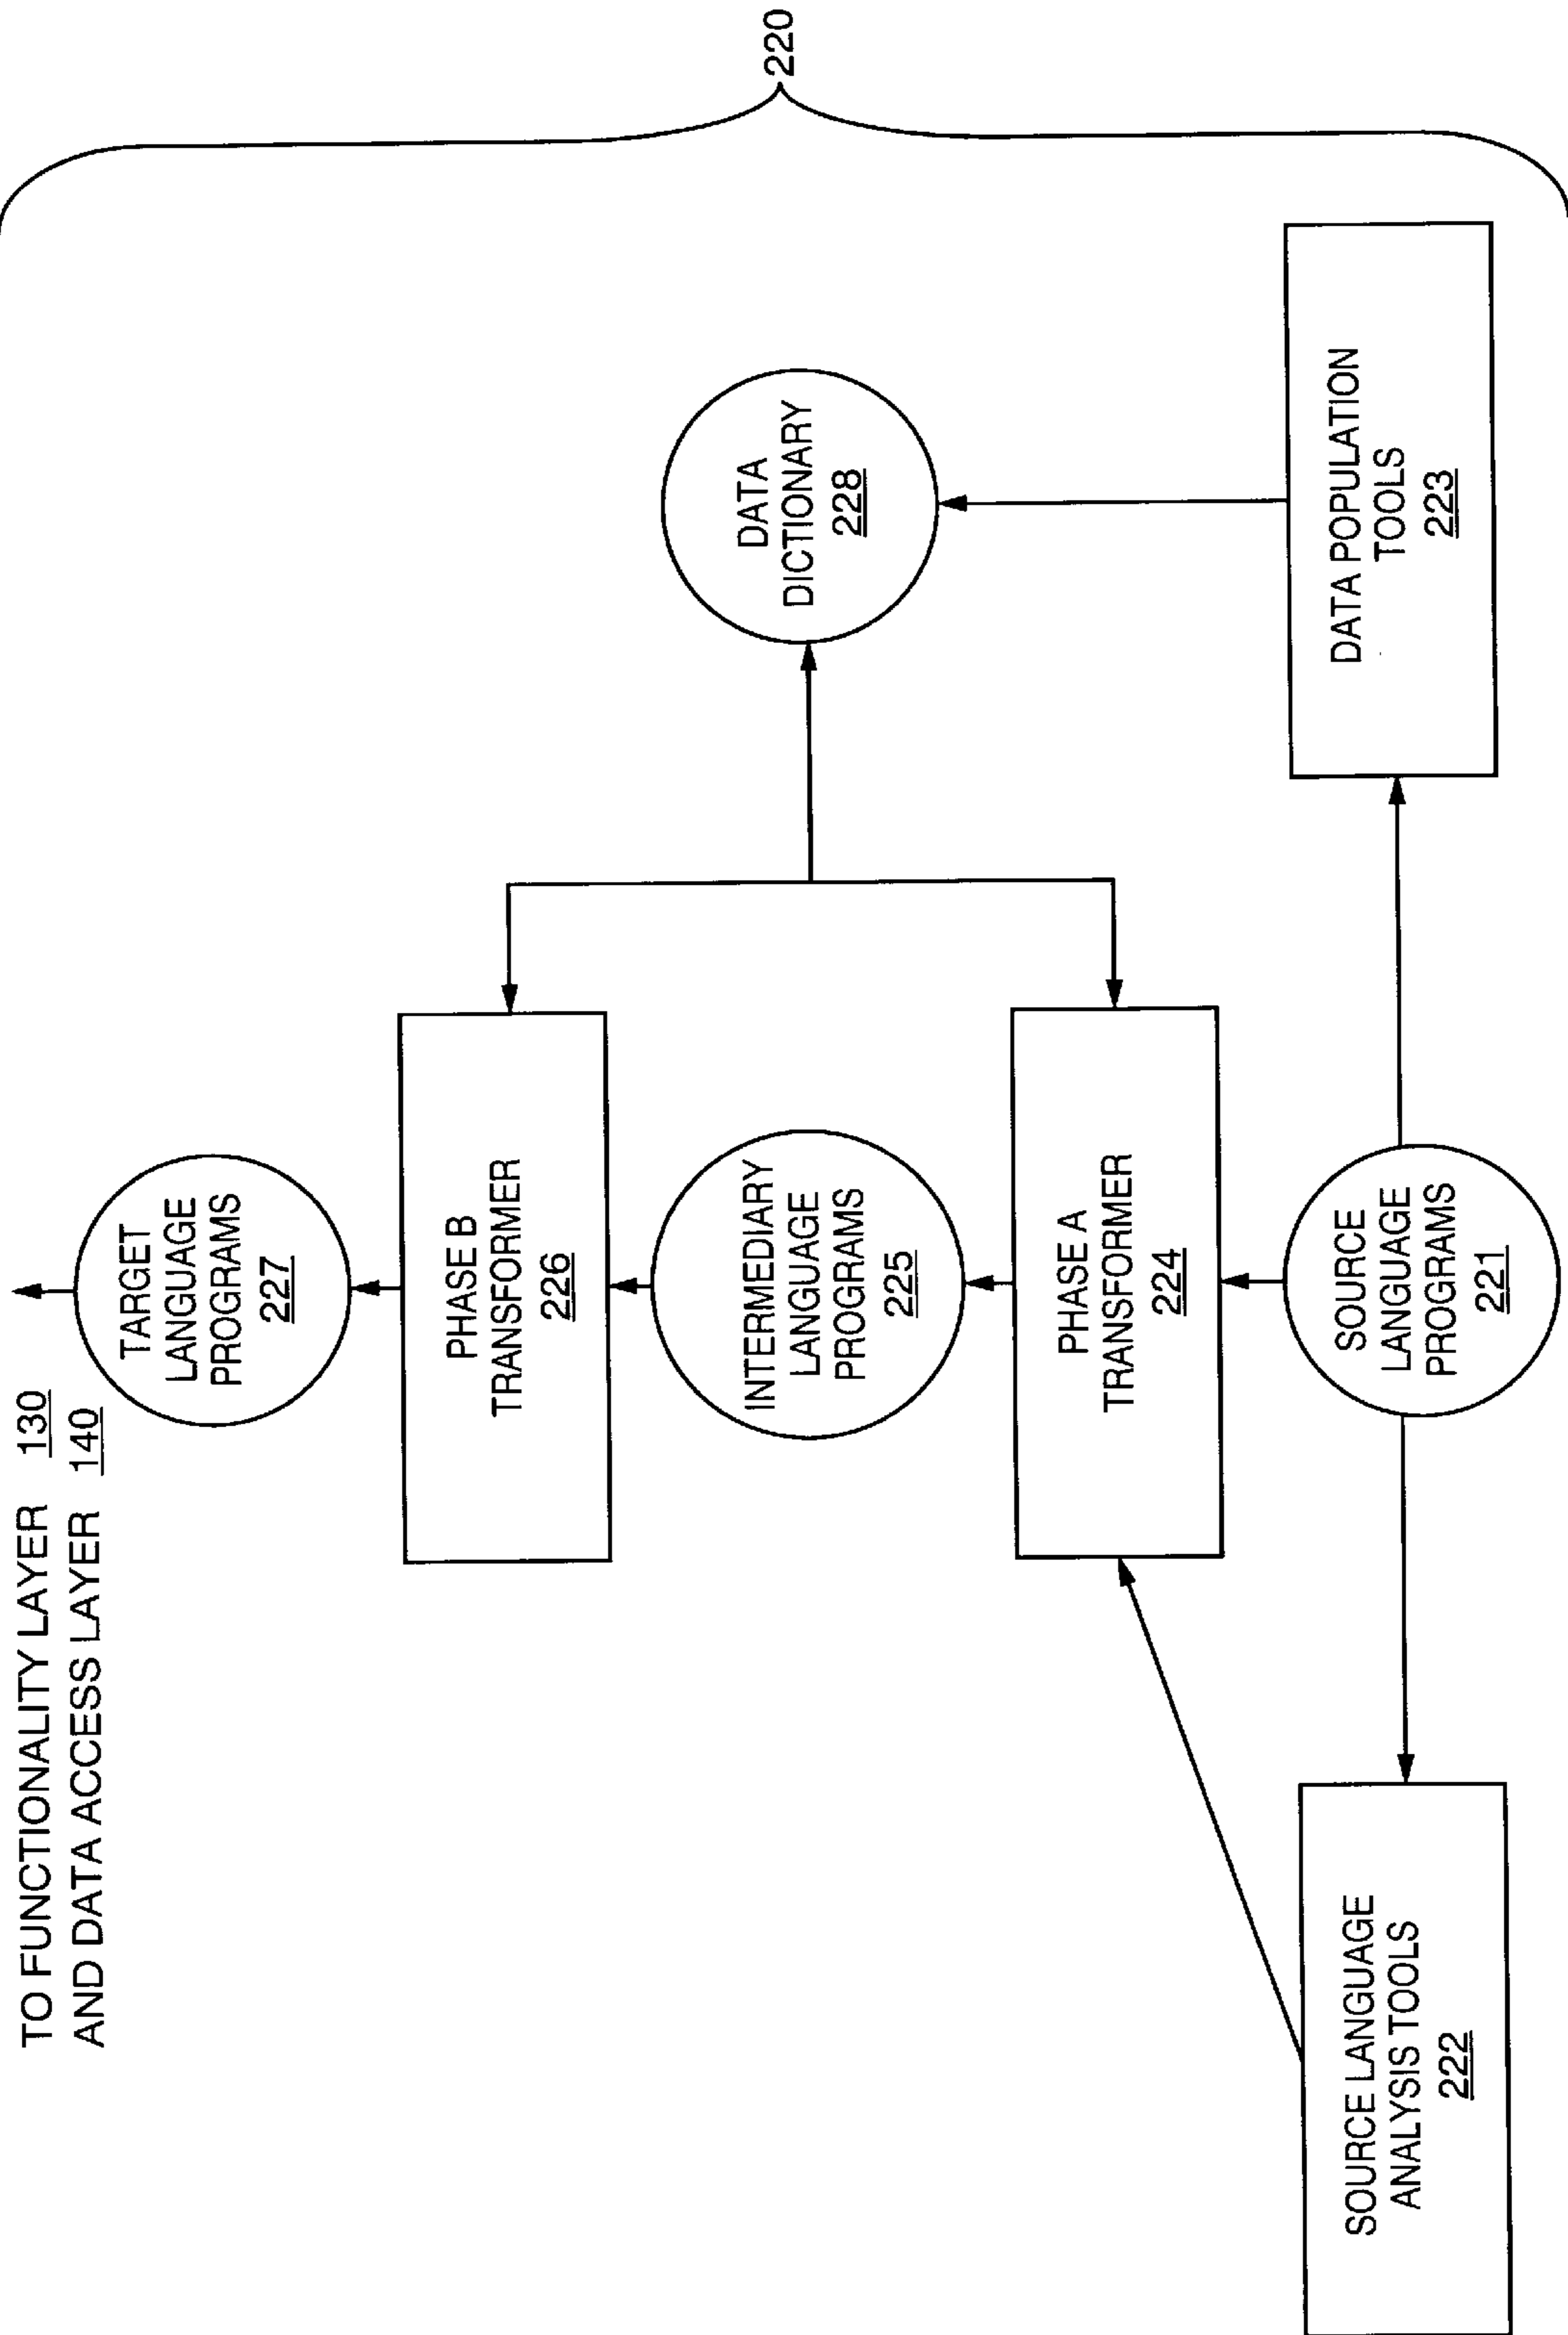 TO FUNCTIONALITY LAYER 130
AND DATA ACCESS LAYER 140
TARGET
LANGUAGE
PROGRAMS
227
PHASE B
TRANSFORMER
226
INTERMEDIARY
LANGUAGE
PROGRAMS
225
DATA
DICTIONARY
228
220
PHASE A
TRANSFORMER
224
SOURCE LANGUAGE
ANALYSIS TOOLS
222
SOURCE
LANGUAGE
PROGRAMS
221
DATA POPULATION
TOOLS
223